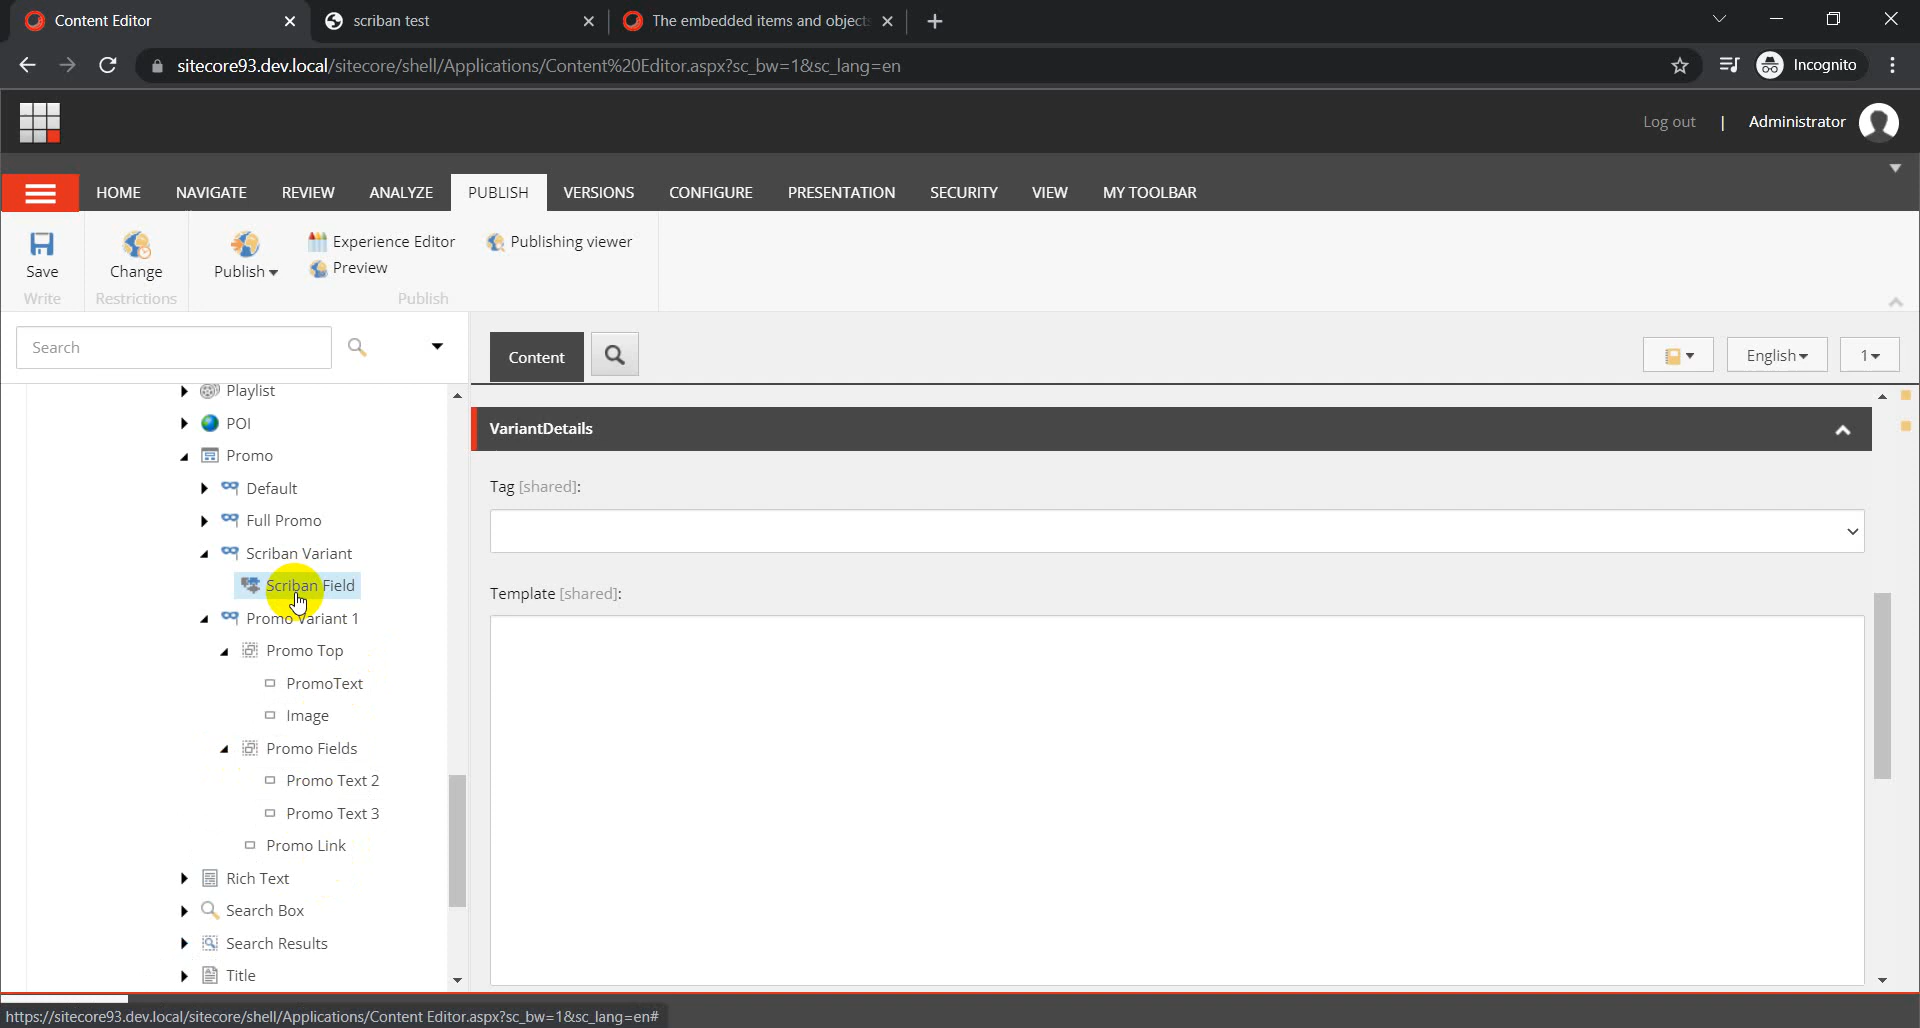 Content Editor
scriban test
The embedded items and objects
sitecore93.dev.local/sitecore/shell/Applications/Content%20Editor.aspx?sc_bw=1&sc_lang=en
Incognito
Log out | Administrator
HOME NAVIGATE REVIEW ANALYZE PUBLISH VERSIONS CONFIGURE PRESENTATION SECURITY VIEW MY TOOLBAR
Save
Write
Change
Restrictions
Publish
Experience Editor
Preview
Publishing viewer
Publish
Search
Content
English
1
Playlist
POI
Promo
Default
Full Promo
Scriban Variant
Scriban Field
Promo Variant 1
Promo Top
PromoText
Image
Promo Fields
Promo Text 2
Promo Text 3
Promo Link
Rich Text
Search Box
Search Results
Title
VariantDetails
Tag [shared]:
Template [shared]:
https://sitecore93.dev.local/sitecore/shell/Applications/Content Editor.aspx?sc_bw=1&sc_lang=en#